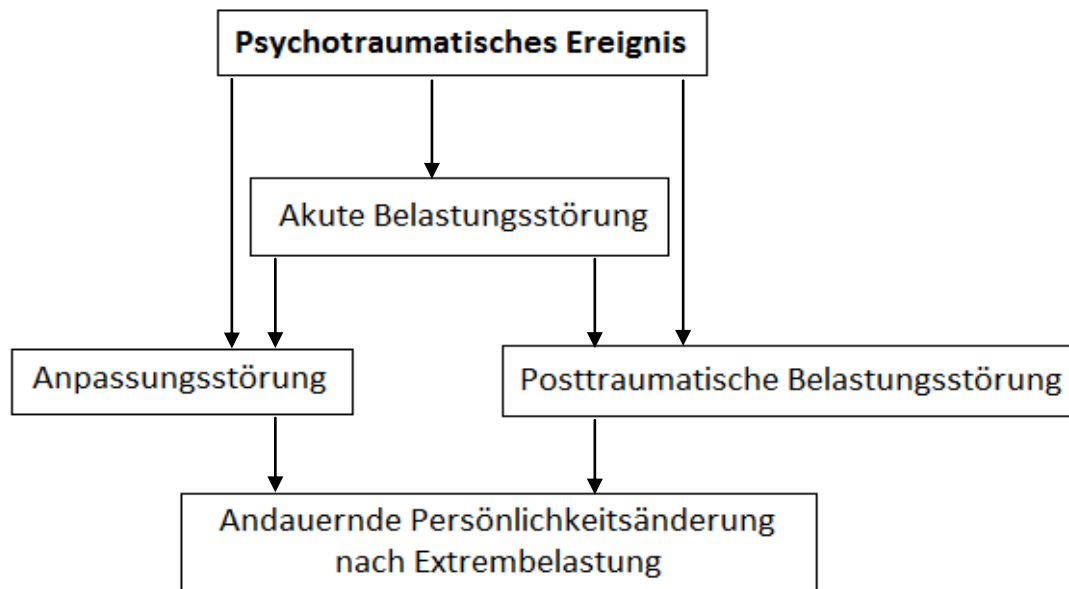 Psychotraumatisches Ereignis
Akute Belastungsstörung
Anpassungsstörung
Posttraumatische Belastungsstörung
Andauernde Persönlichkeitsänderung
nach Extrembelastung